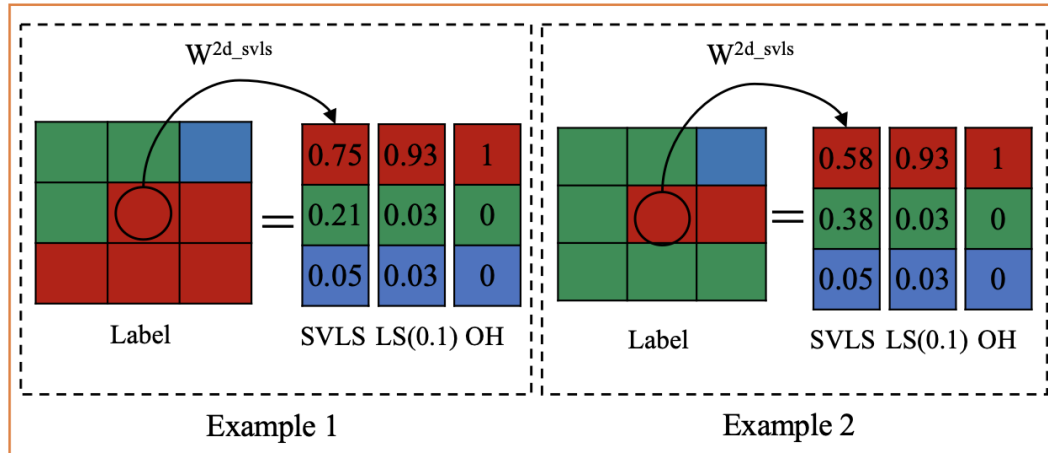 W^2d_svls
0.75 0.93 1
0.21 0.03 0
0.05 0.03 0
=
Label
SVLS LS(0.1) OH
Example 1
W^2d_svls
0.58 0.93 1
0.38 0.03 0
0.05 0.03 0
=
Label
SVLS LS(0.1) OH
Example 2